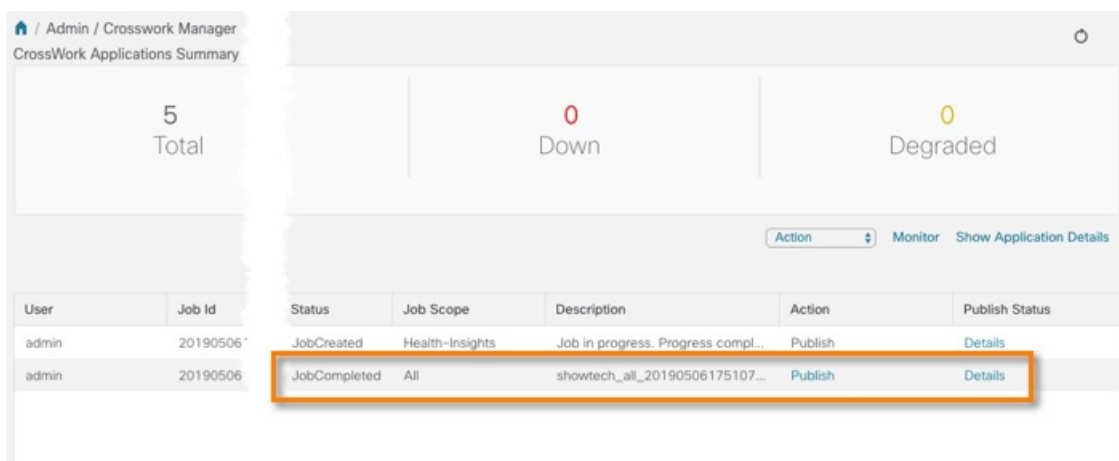 / Admin / Crosswork Manager
CrossWork Applications Summary
5
Total
0
Down
0
Degraded
Action Monitor Show Application Details
User Job Id Status Job Scope Description Action Publish Status
admin 201905061 JobCreated Health-Insights Job in progress. Progress compl... Publish Details
admin 20190506 JobCompleted All showtech_all_20190506175107... Publish Details